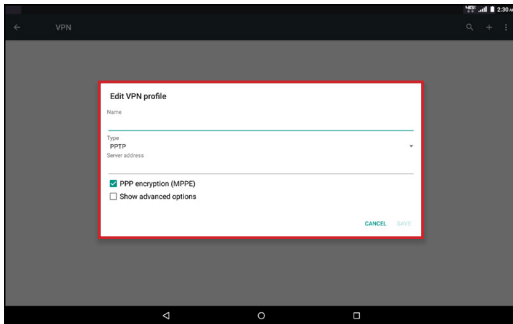 2:30
VPN
Edit VPN profile
Name
Type
PPTP
Server address
PPP encryption (MPPE)
Show advanced options
CANCEL SAVE